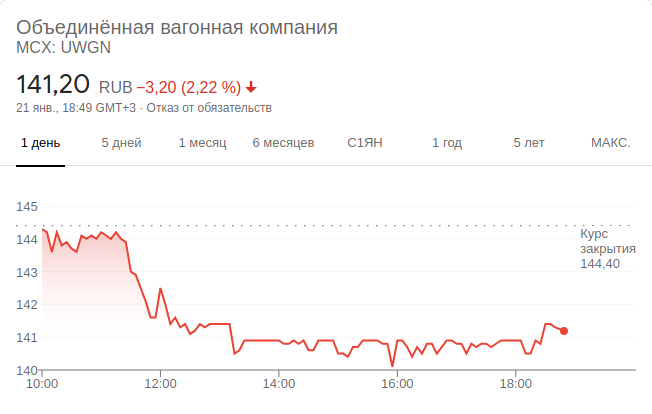 Объединённая вагонная компания
MCX: UWGN
141,20 RUB −3,20 (2,22 %)
21 янв., 18:49 GMT+3 · Отказ от обязательств
1 день 5 дней 1 месяц 6 месяцев С1ЯН 1 год 5 лет МАКС.
145
144
143
142
141
140
Курс
закрытия
144,40
10:00 12:00 14:00 16:00 18:00